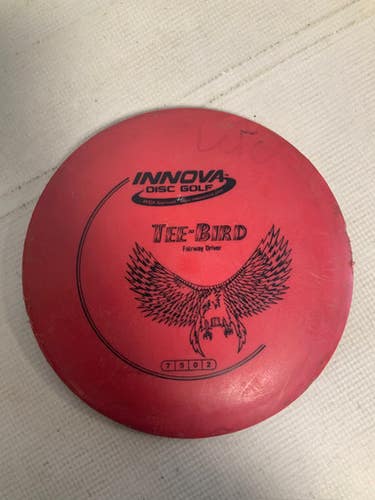 INNOVA
DISC GOLF
TEE-BIRD
Fairway Driver
7 5 0 2